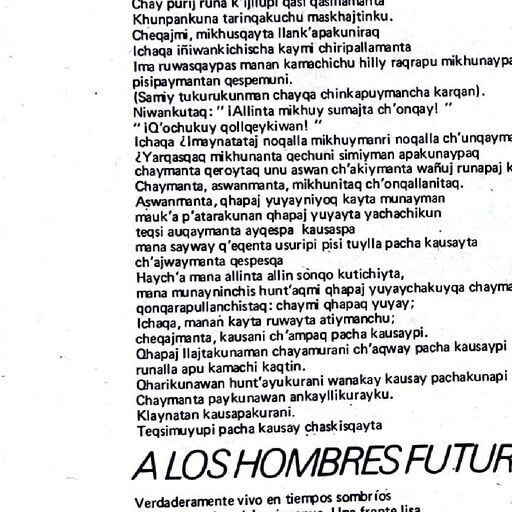 Chay purij runa k'ijllupi qasi qasillamanta
Khunpankuna tarinqakuchu maskhajtinku.
Cheqajmi, mikhusqayta llank'apakuniraq
Ichaqa iñiwankichischa kaymi chiripallamanta
Ima ruwasqaypas manan kamachichu hilly raqrapu mikhunaypa
pisipaymantan qespemuni.
(Samiy tukurukunman chayqa chinkapuymancha karqan).
Niwankutaq: " ¡Allinta mikhuy sumajta ch'onqay! "
" ¡Q'ochukuy qollqeykiwan! "
Ichaqa ¿Imaynatataj noqalla mikhuymanri noqalla ch'unqayma
¿Yarqasqaq mikhunanta qechuni simiyman apakunaypaq
chaymanta qeroytaq unu aswan ch'akiymanta wañuj runapaj k
Chaymanta, aswanmanta, mikhunitaq ch'onqallanitaq.
Aswanmanta, qhapaj yuyayniyoq kayta munayman
mauk'a p'atarakunan qhapaj yuyayta yachachikun
teqsi auqaymanta ayqespa kausaspa
mana sayway q'eqenta usuripi pisi tuylla pacha kausayta
ch'ajwaymanta qespesqa
Haych'a mana allinta allin sonqo kutichiyta,
mana munayninchis hunt'aqmi qhapaj yuyaychakuyqa chayma
qonqarapullanchistaq: chaymi qhapaq yuyay;
Ichaqa, manan kayta ruwayta atiymanchu;
cheqajmanta, kausani ch'ampaq pacha kausaypi.
Qhapaj llajtakunaman chayamurani ch'aqway pacha kausaypi
runalla apu kamachi kaqtin.
Qharikunawan hunt'ayukurani wanakay kausay pachakunapi
Chaymanta paykunawan ankayllikurayku.
Klaynatan kausapakurani.
Teqsimuyupi pacha kausay chaskisqayta
A LOS HOMBRES FUTUR
Verdaderamente vivo en tiempos sombríos